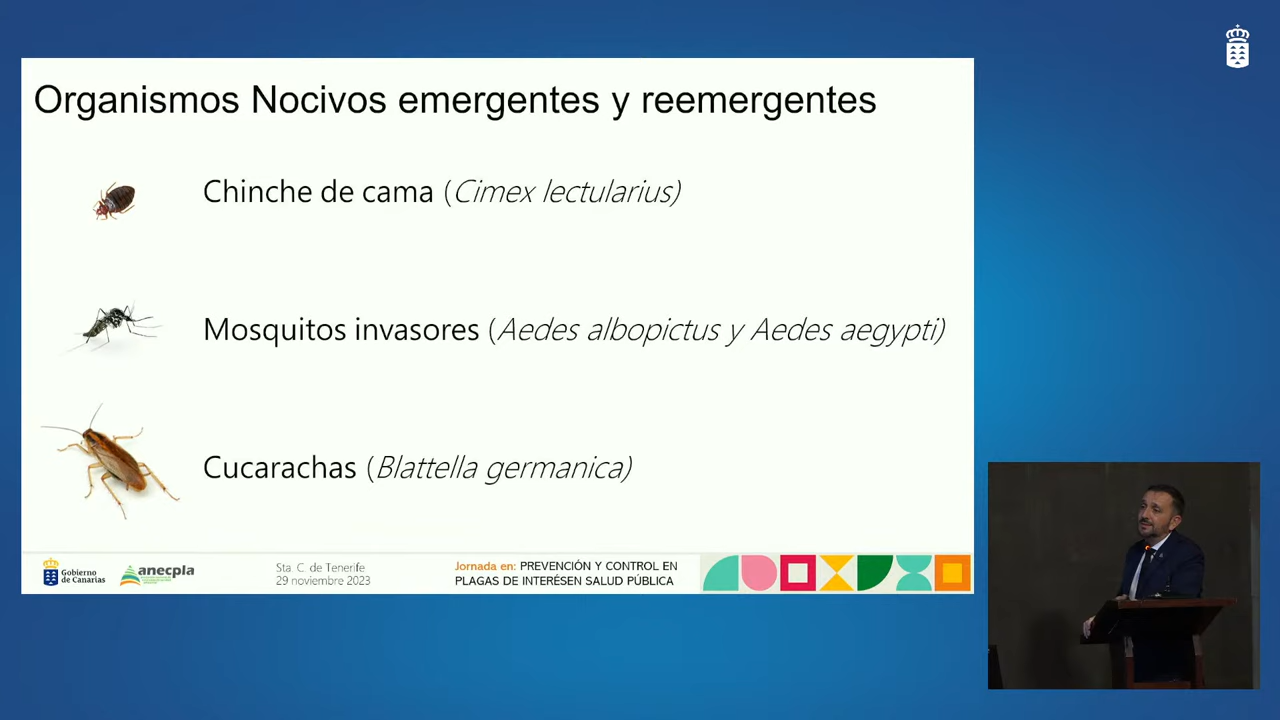 Organismos Nocivos emergentes y reemergentes
Chinche de cama (Cimex lectularius)
Mosquitos invasores (Aedes albopictus y Aedes aegypti)
Cucarachas (Blattella germanica)
Gobierno
de Canarias
anecpla
Sta C. de Tenerife
29 noviembre 2023
Jornada en: PREVENCIÓN Y CONTROL EN
PLAGAS DE INTERÉSEN SALUD PÚBLICA